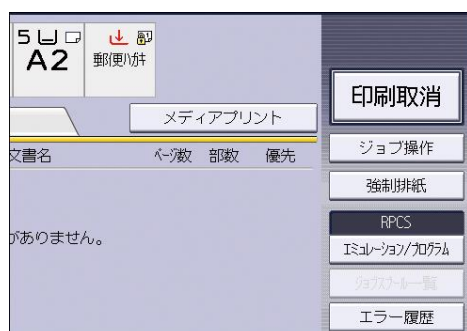 5
A2
郵便ハガキ
印刷取消
メディアプリント
ジョブ操作
文書名 ページ数 部数 優先
強制排紙
RPCS
がありません。
エミュレーション/プログラム
ジョブスプール一覧
エラー履歴